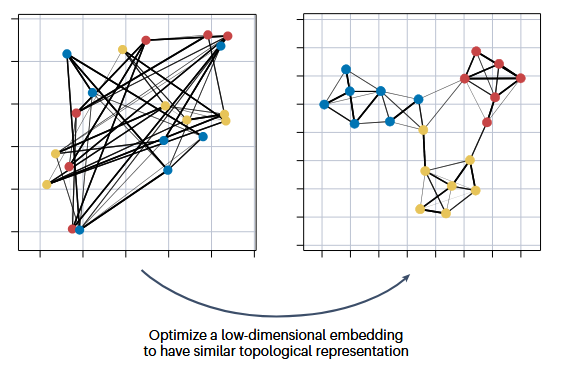 Optimize a low-dimensional embedding
to have similar topological representation